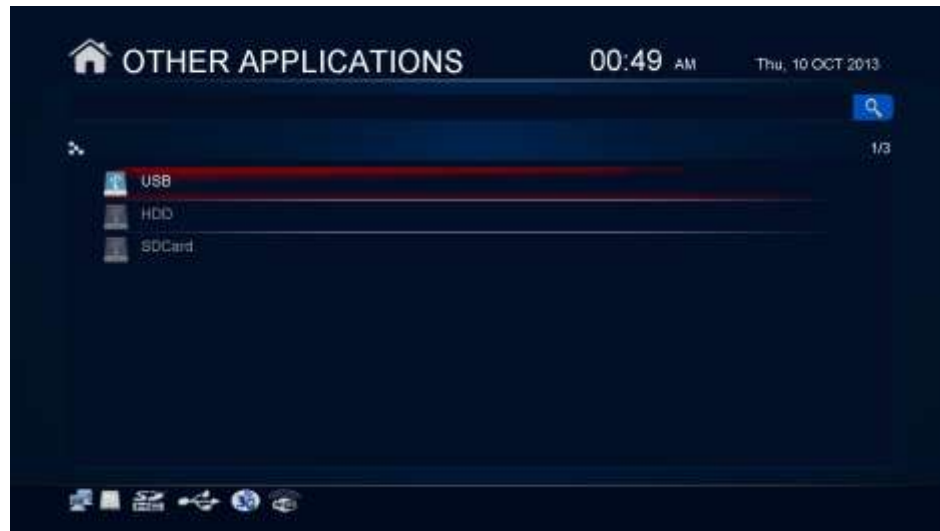 OTHER APPLICATIONS 00:49 AM Thu, 10 OCT 2013
1/3
USB
HDD
SDCard